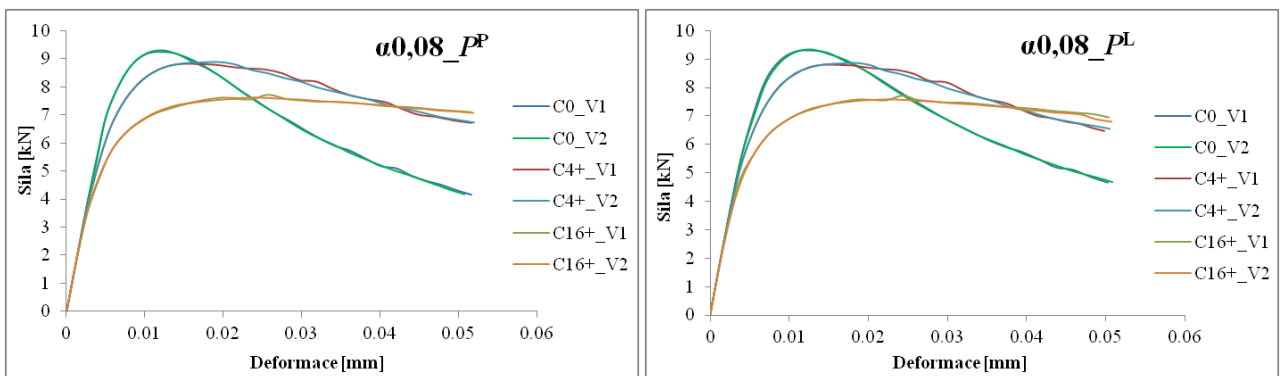 α0,08_Pᴾ
Síla [kN]
10
9
8
7
6
5
4
3
2
1
0
0
0.01
0.02
0.03
0.04
0.05
0.06
Deformace [mm]
C0_V1
C0_V2
C4+_V1
C4+_V2
C16+_V1
C16+_V2
α0,08_Pᴸ
Síla [kN]
10
9
8
7
6
5
4
3
2
1
0
0
0.01
0.02
0.03
0.04
0.05
0.06
Deformace [mm]
C0_V1
C0_V2
C4+_V1
C4+_V2
C16+_V1
C16+_V2